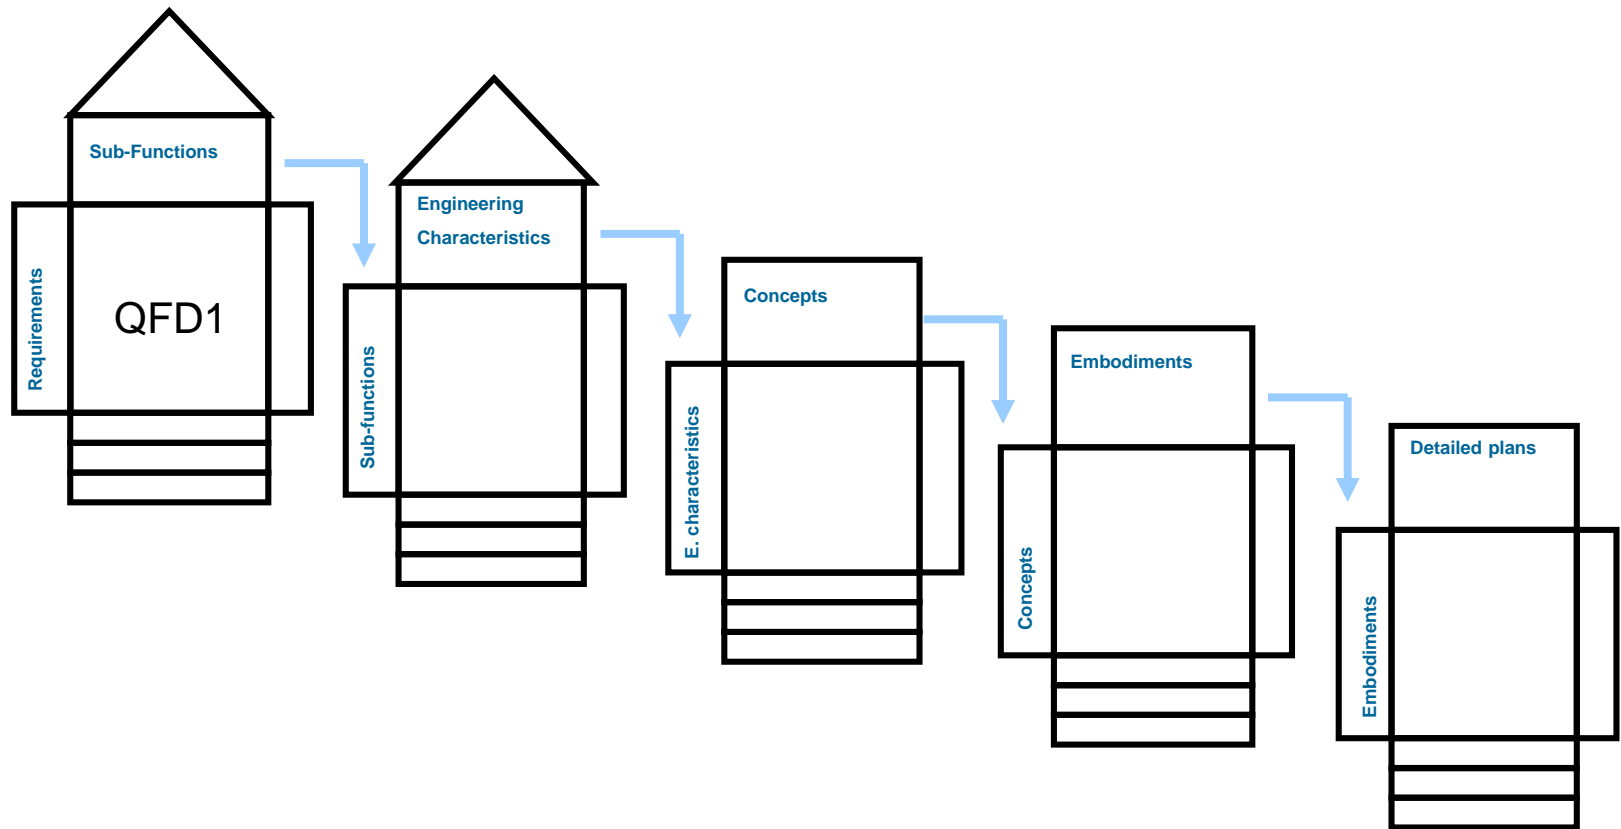 Sub-Functions
Requirements
QFD1
Engineering
Characteristics
Sub-functions
Concepts
E. characteristics
Embodiments
Concepts
Detailed plans
Embodiments